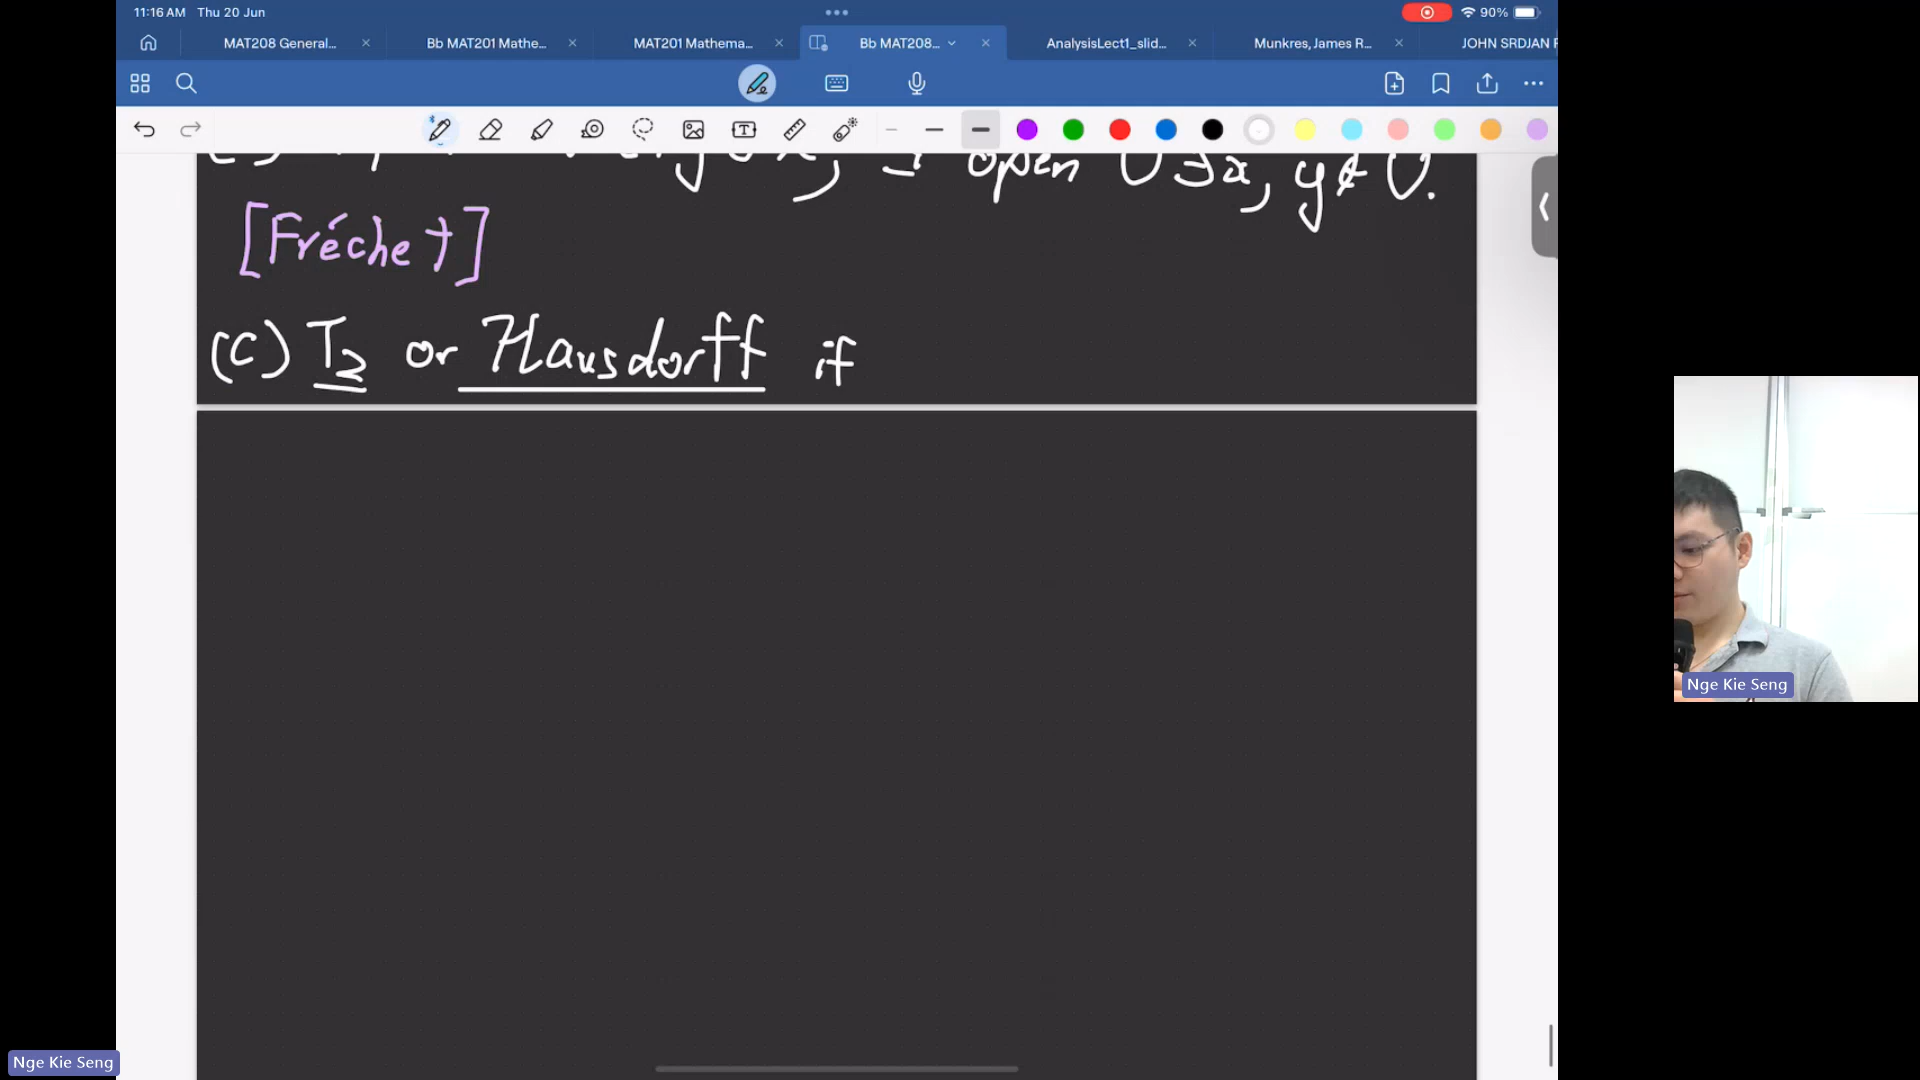 11:16 AM Thu 20 Jun
90%
MAT208 General...
Bb MAT201 Mathe...
MAT201 Mathema...
Bb MAT208...
AnalysisLect1_slid...
Munkres, James R...
JOHN SRDJAN
open U∋x, y∉U.
[Fréchet]
(c) T₂ or Hausdorff if
Nge Kie Seng
Nge Kie Seng